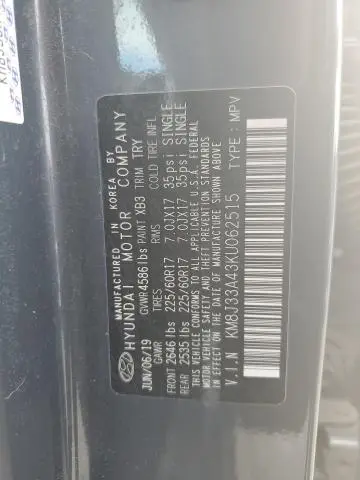 MANUFACTURED IN KOREA BY
HYUNDAI MOTOR COMPANY
JUN/06/19 GVWR 4586 lbs PAINT XB3 TRIM TRY
GAWR TIRES RIMS COLD TIRE INFL
FRONT 2646 lbs 225/60R17 7.0JX17 35psi SINGLE
REAR 2535 lbs 225/60R17 7.0JX17 35psi SINGLE
THIS VEHICLE CONFORMS TO ALL APPLICABLE U.S.A. FEDERAL
MOTOR VEHICLE SAFETY, BUMPER, AND THEFT PREVENTION STANDARDS
IN EFFECT ON THE DATE OF MANUFACTURE SHOWN ABOVE.
V.I.N KM8J33A43KU062515 TYPE: MPV